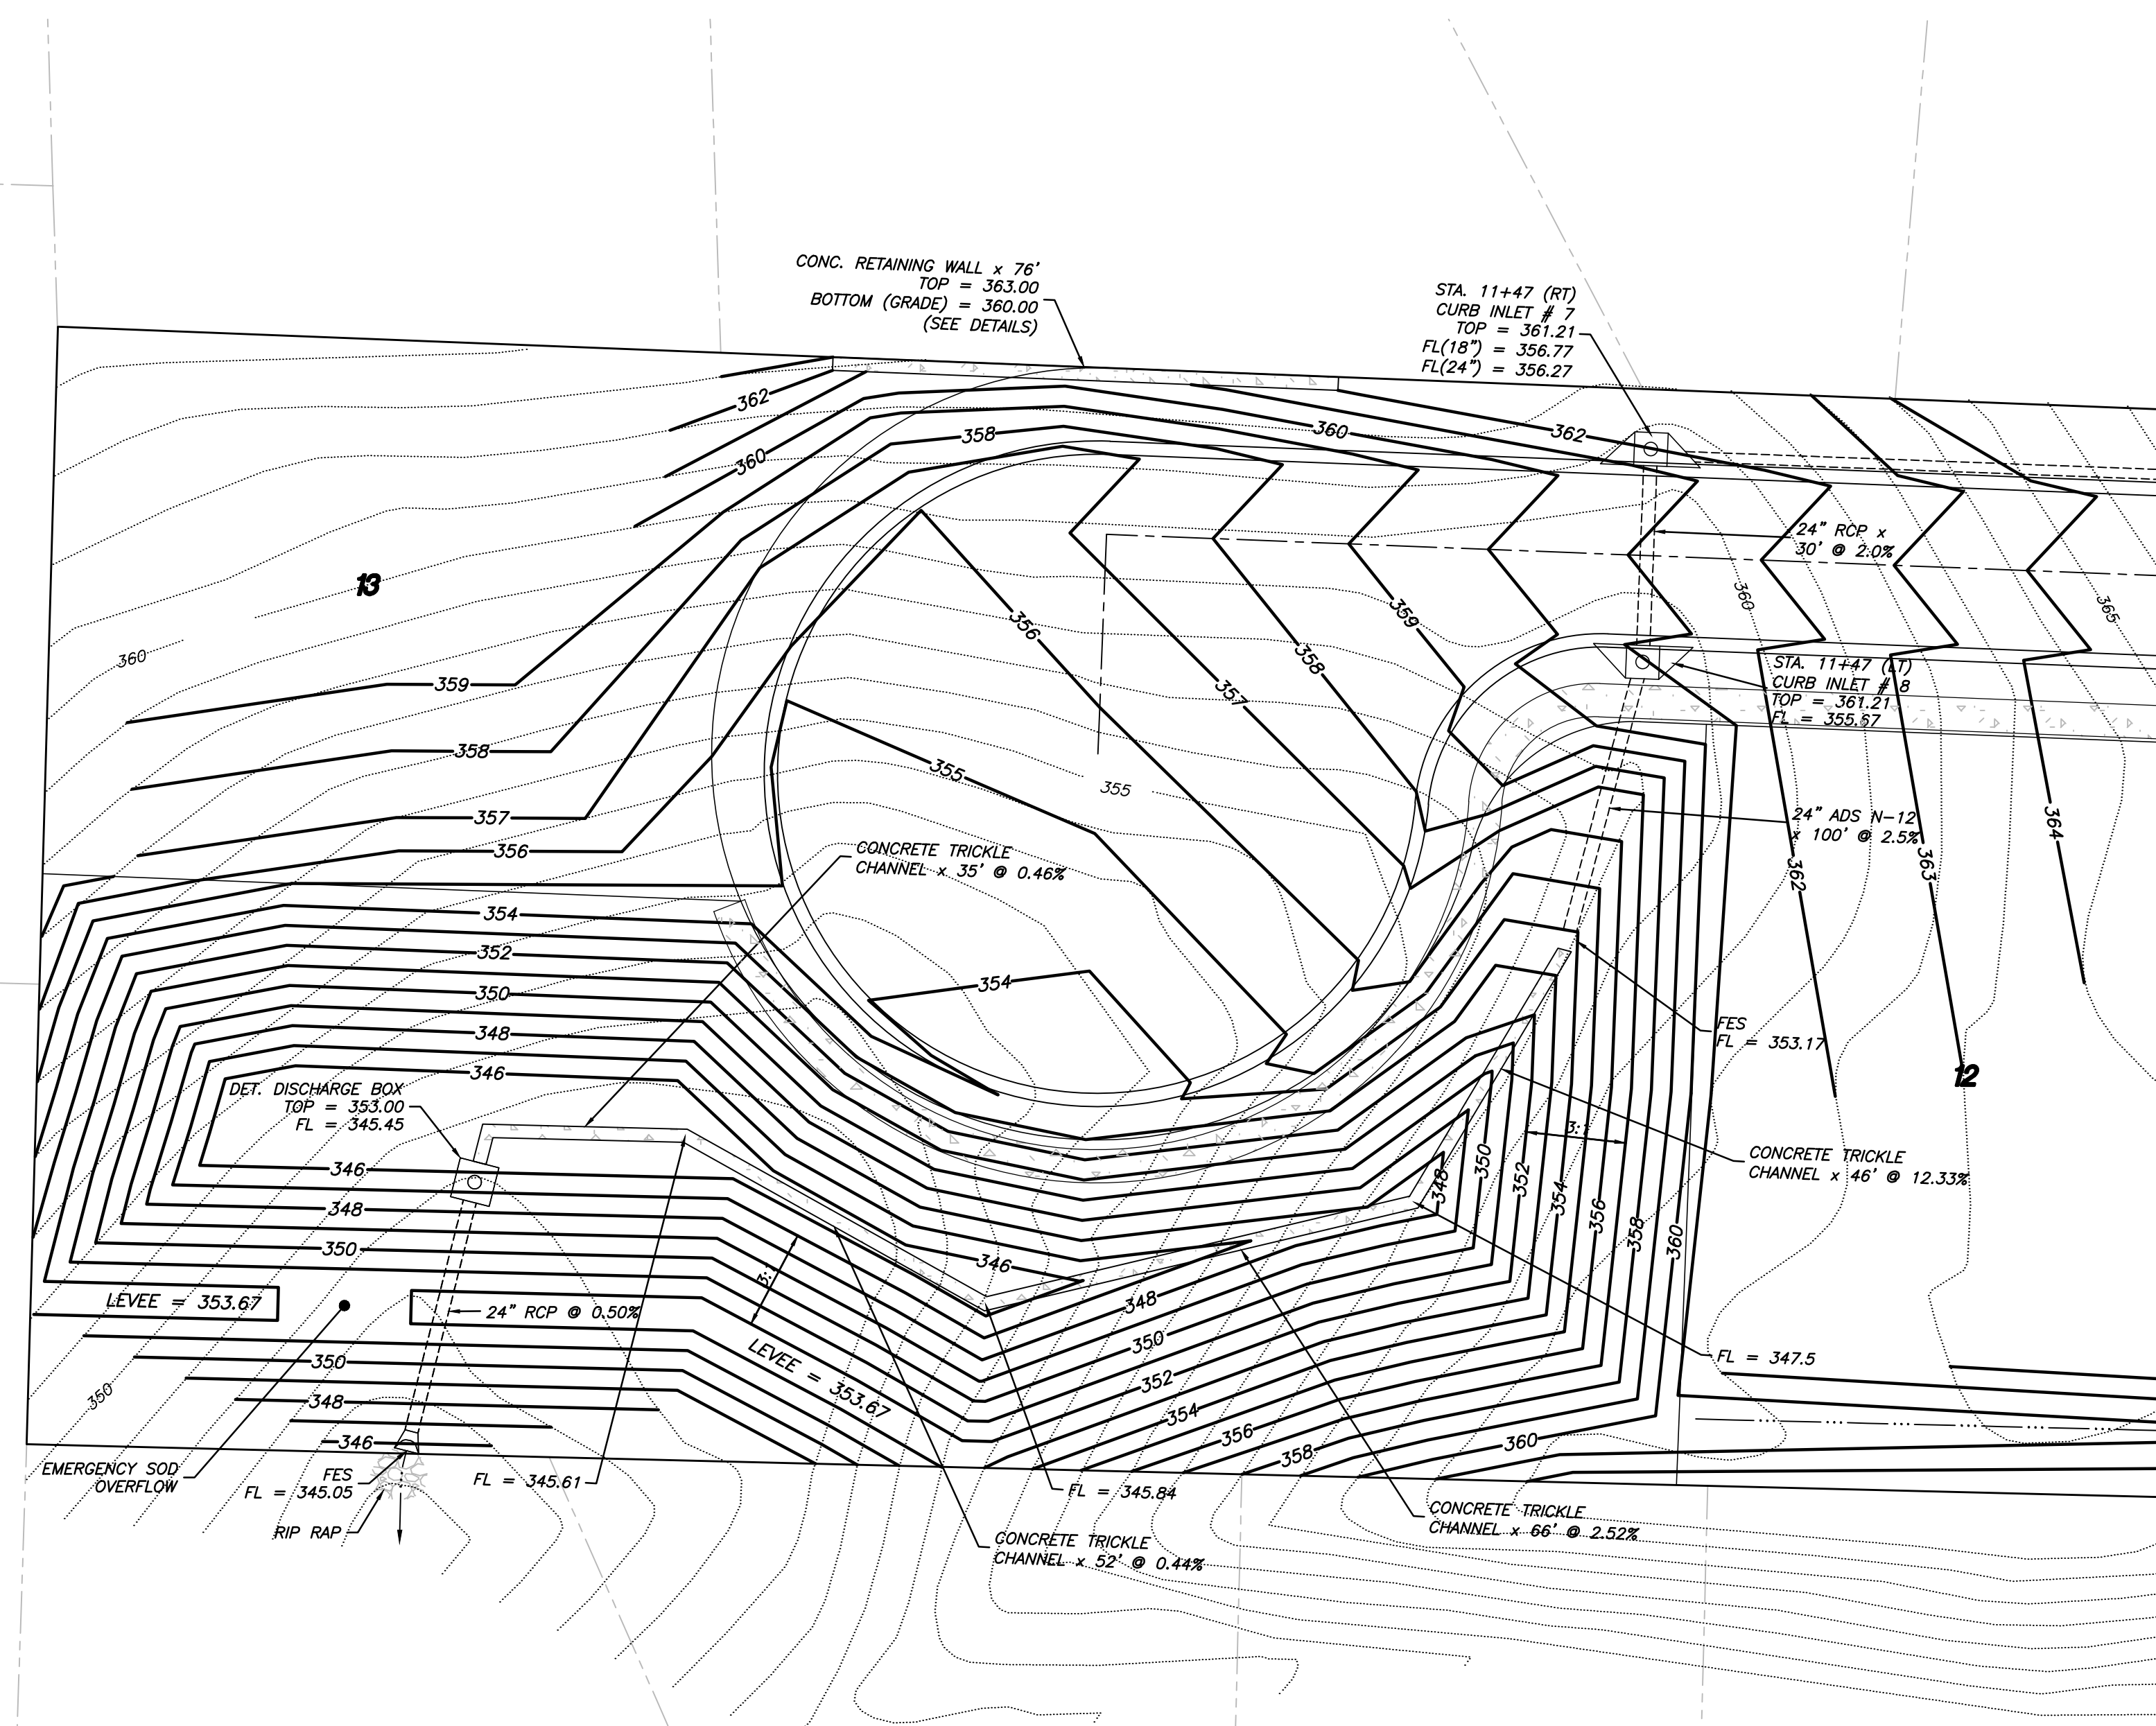 CONC. RETAINING WALL x 76'
TOP = 363.00
BOTTOM (GRADE) = 360.00
(SEE DETAILS)
STA. 11+47 (RT)
CURB INLET # 7
TOP = 361.21
FL(18") = 356.77
FL(24") = 356.27
362
358
360
362
360
24" RCP x
30' @ 2.0%
13
360
365
356
359
360
358
STA. 11+47 (LT)
CURB INLET # 8
TOP = 361.21
FL = 355.67
359
357
358
355
355
357
356
24" ADS N-12
x 100' @ 2.5%
364
362
363
CONCRETE TRICKLE
CHANNEL x 35' @ 0.46%
354
352
350
354
348
346
FES
FL = 353.17
12
DET. DISCHARGE BOX
TOP = 353.00
FL = 345.45
3:1
CONCRETE TRICKLE
CHANNEL x 46' @ 12.33%
346
348
350
348
350
352
354
356
358
360
346
3:1
LEVEE = 353.67
24" RCP @ 0.50%
348
350
352
354
356
358
360
FL = 347.5
LEVEE = 353.67
350
350
348
346
EMERGENCY SOD
OVERFLOW
FES
FL = 345.05
FL = 345.61
FL = 345.84
RIP RAP
CONCRETE TRICKLE
CHANNEL x 66' @ 2.52%
CONCRETE TRICKLE
CHANNEL x 52' @ 0.44%